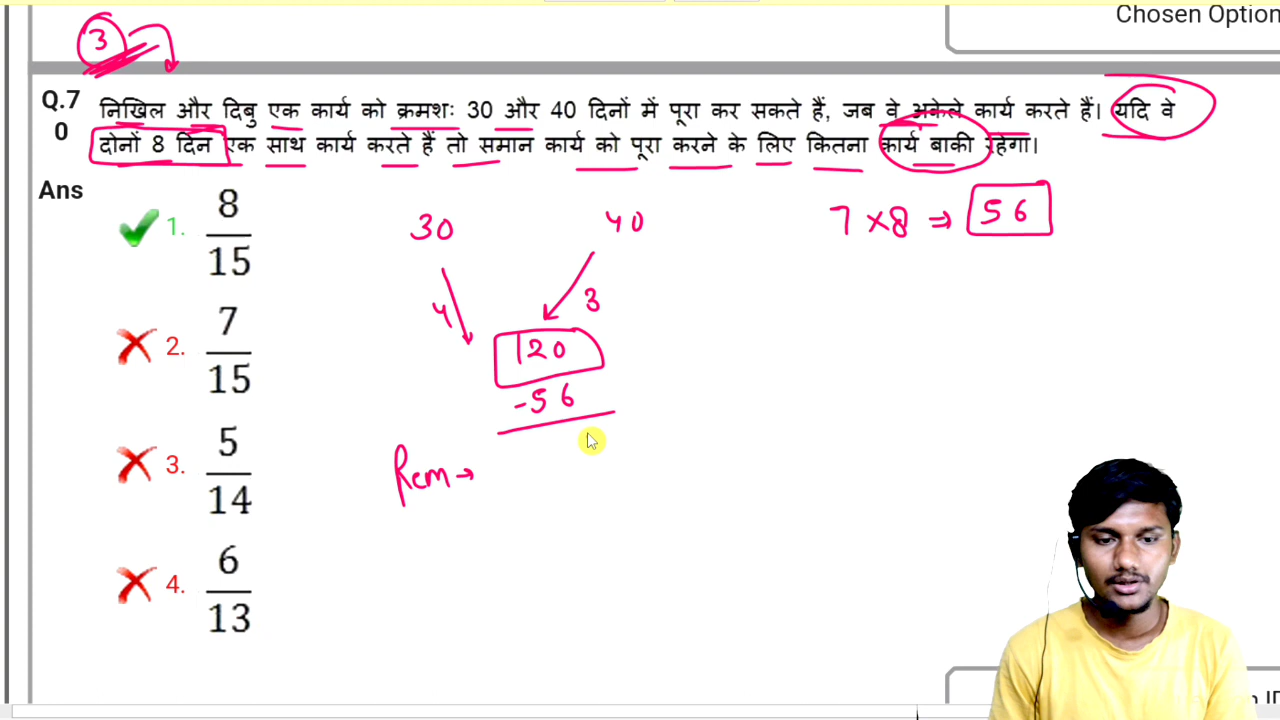 Chosen Option
3
Q.7
0
निखिल और दिबु एक कार्य को क्रमशः 30 और 40 दिनों में पूरा कर सकते हैं, जब वे अकेले कार्य करते हैं। यदि वे
दोनों 8 दिन एक साथ कार्य करते हैं तो समान कार्य को पूरा करने के लिए कितना कार्य बाकी रहेगा।
Ans
1. 8
15
2. 7
15
3. 5
14
4. 6
13
30 40
7 × 8 ⇒ 56
4 3
120
- 56
Rem →